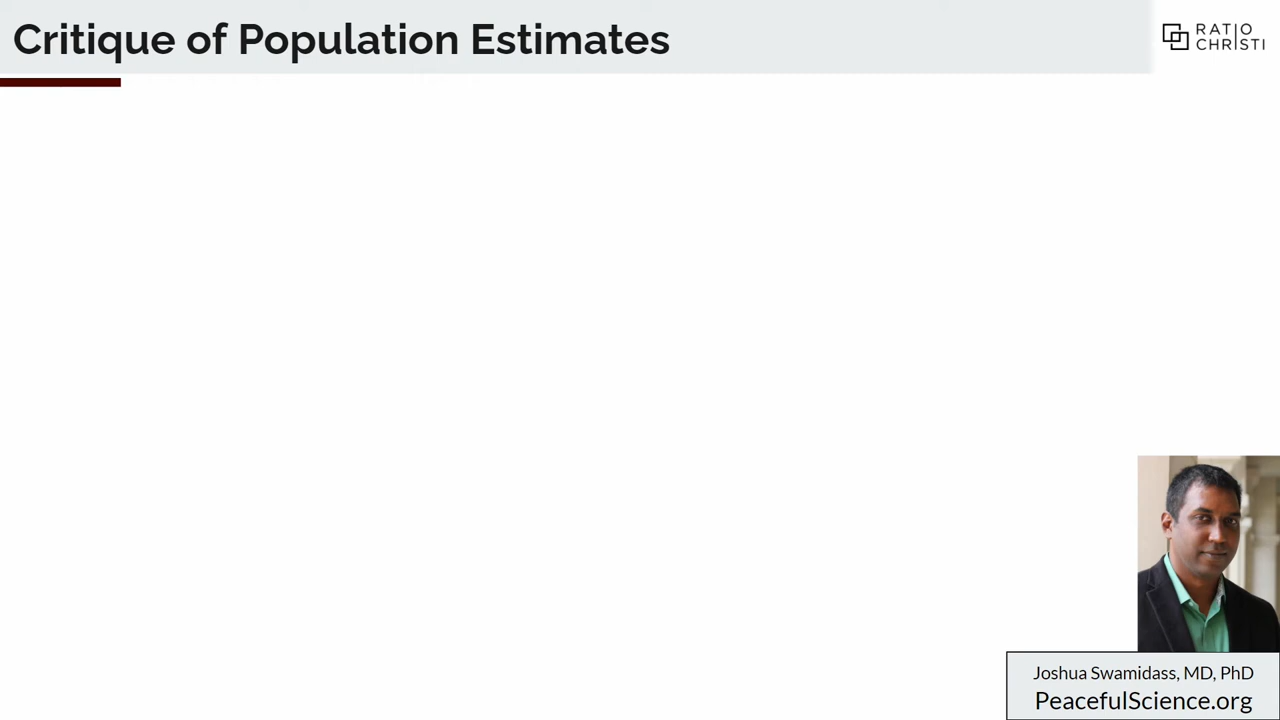 Critique of Population Estimates
RATIO
CHRISTI
Joshua Swamidass, MD, PhD
PeacefulScience.org